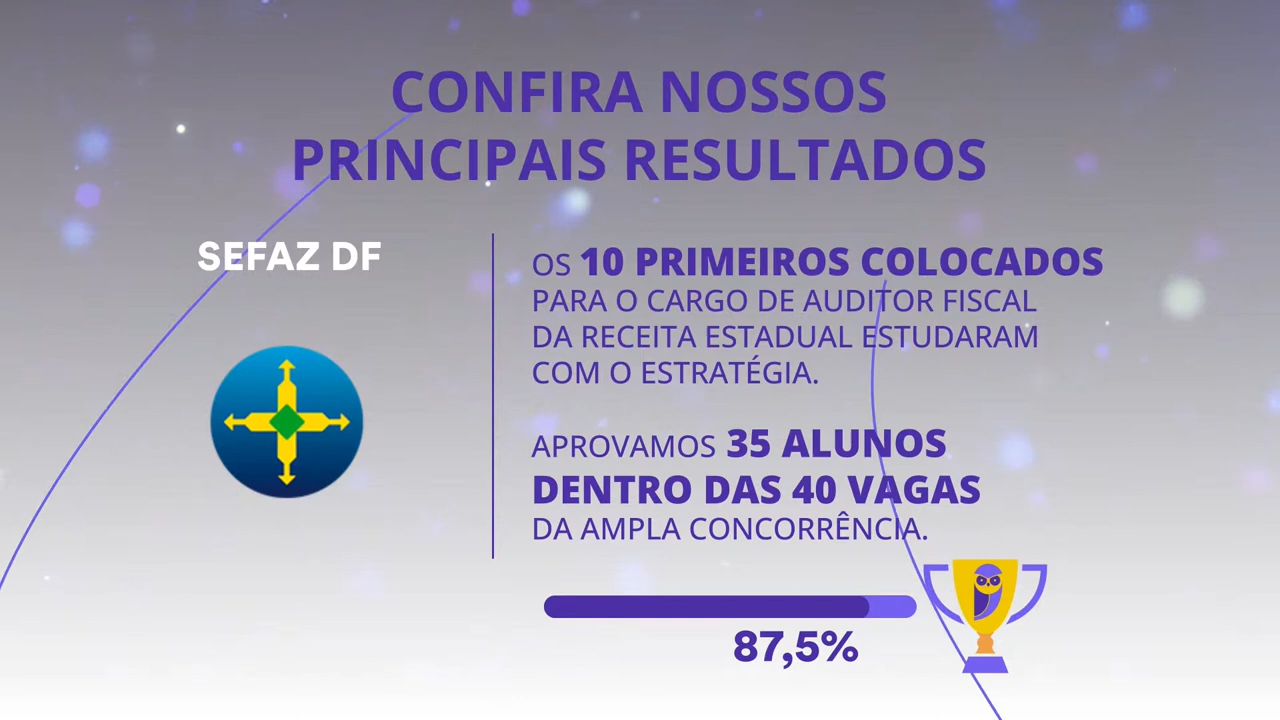 CONFIRA NOSSOS
PRINCIPAIS RESULTADOS
SEFAZ DF
OS 10 PRIMEIROS COLOCADOS
PARA O CARGO DE AUDITOR FISCAL
DA RECEITA ESTADUAL ESTUDARAM
COM O ESTRATÉGIA.
APROVAMOS 35 ALUNOS
DENTRO DAS 40 VAGAS
DA AMPLA CONCORRÊNCIA.
87,5%